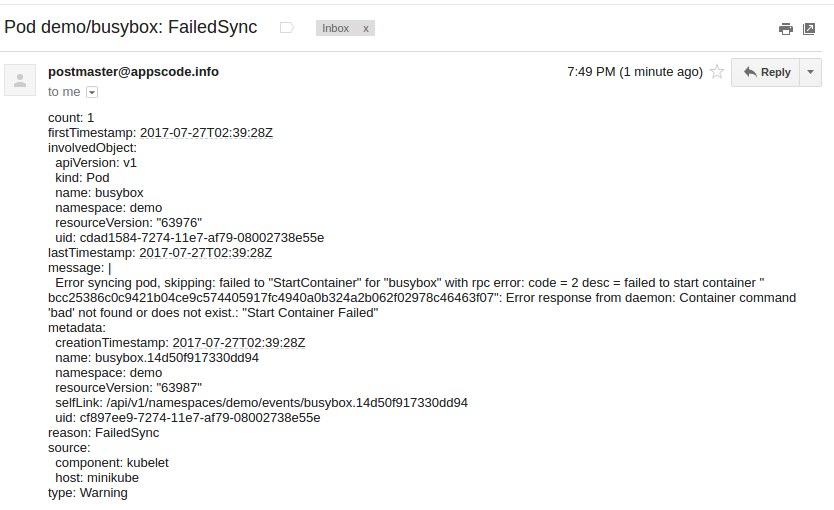 Pod demo/busybox: FailedSync
Inbox x
postmaster@appscode.info
7:49 PM (1 minute ago)
Reply
to me
count: 1
firstTimestamp: 2017-07-27T02:39:28Z
involvedObject:
apiVersion: v1
kind: Pod
name: busybox
namespace: demo
resourceVersion: "63976"
uid: cdad1584-7274-11e7-af79-08002738e55e
lastTimestamp: 2017-07-27T02:39:28Z
message: |
Error syncing pod, skipping: failed to "StartContainer" for "busybox" with rpc error: code = 2 desc = failed to start container "
bcc25386c0c9421b04ce9c574405917fc4940a0b324a2b062f02978c46463f07": Error response from daemon: Container command
'bad' not found or does not exist.: "Start Container Failed"
metadata:
creationTimestamp: 2017-07-27T02:39:28Z
name: busybox.14d50f917330dd94
namespace: demo
resourceVersion: "63987"
selfLink: /api/v1/namespaces/demo/events/busybox.14d50f917330dd94
uid: cf897ee9-7274-11e7-af79-08002738e55e
reason: FailedSync
source:
component: kubelet
host: minikube
type: Warning